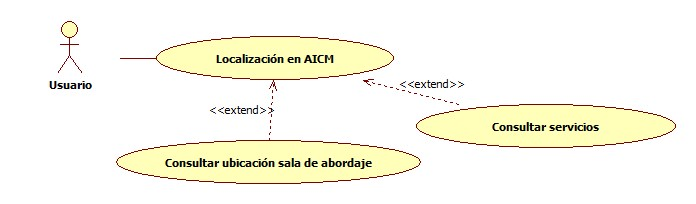 Localización en AICM
Usuario
<<extend>>
<<extend>>
Consultar servicios
Consultar ubicación sala de abordaje